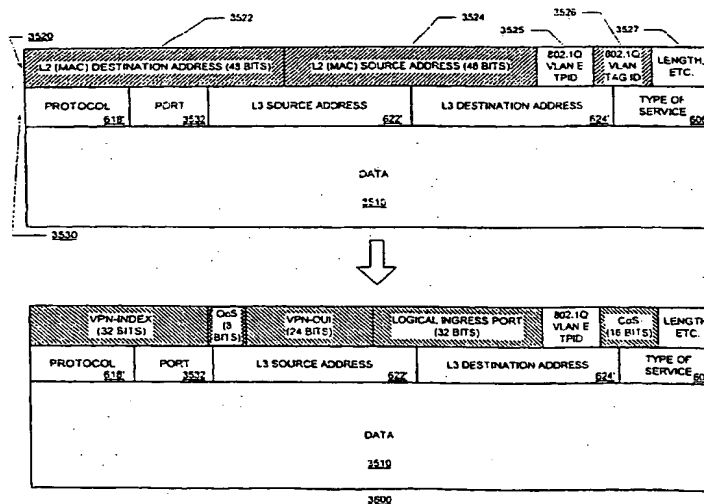 3522
3524
3525
3526
3527
3520
L2 (MAC) DESTINATION ADDRESS (48 BITS)
L2 (MAC) SOURCE ADDRESS (48 BITS)
802.1Q
VLAN E
TPID
802.1Q
VLAN
TAG ID
LENGTH,
ETC.
PROTOCOL
618'
PORT
3532
L3 SOURCE ADDRESS
622'
L3 DESTINATION ADDRESS
624'
TYPE OF
SERVICE
DATA
3510
3530
VPN-INDEX
(32 BITS)
QoS
(8
BITS)
VPN-OUI
(24 BITS)
LOGICAL INGRESS PORT
(32 BITS)
802.1Q
VLAN E
TPID
CoS
(16 BITS)
LENGTH
ETC.
PROTOCOL
618'
PORT
3532
L3 SOURCE ADDRESS
622'
L3 DESTINATION ADDRESS
624'
TYPE OF
SERVICE
DATA
3510
3600